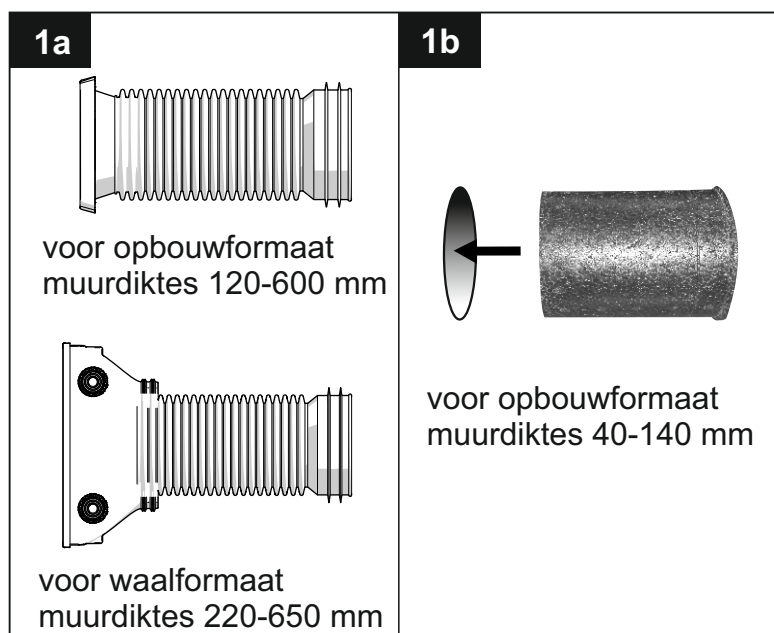 1a
voor opbouwformaat
muurdiktes 120-600 mm
voor waalformaat
muurdiktes 220-650 mm
1b
voor opbouwformaat
muurdiktes 40-140 mm